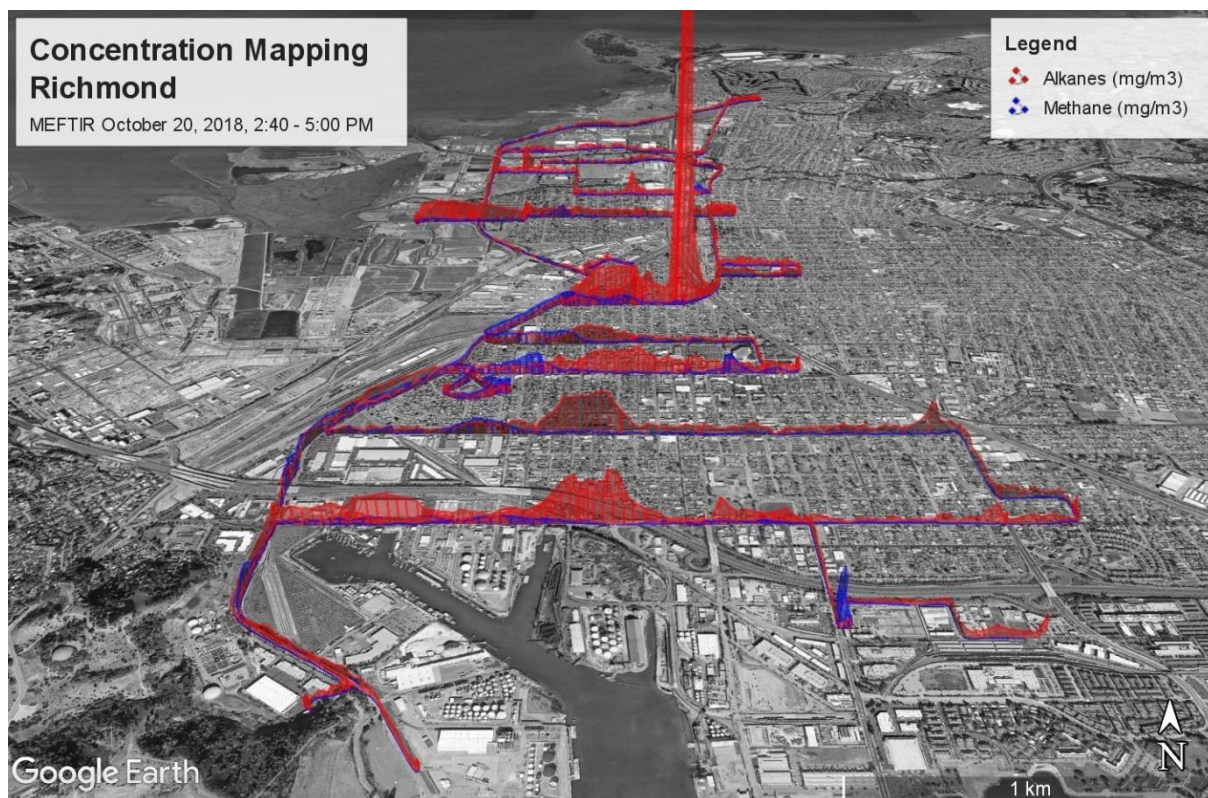 Concentration Mapping
Richmond
MEFTIR October 20, 2018, 2:40 - 5:00 PM
Legend
Alkanes (mg/m3)
Methane (mg/m3)
N
Google Earth
1 km